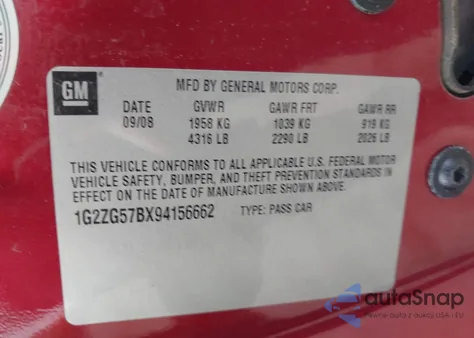 GM
MFD BY GENERAL MOTORS CORP.
DATE GVWR GAWR FRT GAWR RR
09/08 1958 KG 1039 KG 919 KG
4316 LB 2290 LB 2026 LB
THIS VEHICLE CONFORMS TO ALL APPLICABLE U.S. FEDERAL MOTOR
VEHICLE SAFETY, BUMPER, AND THEFT PREVENTION STANDARDS IN
EFFECT ON THE DATE OF MANUFACTURE SHOWN ABOVE.
1G2ZG57BX94156662 TYPE: PASS CAR
autoSnap